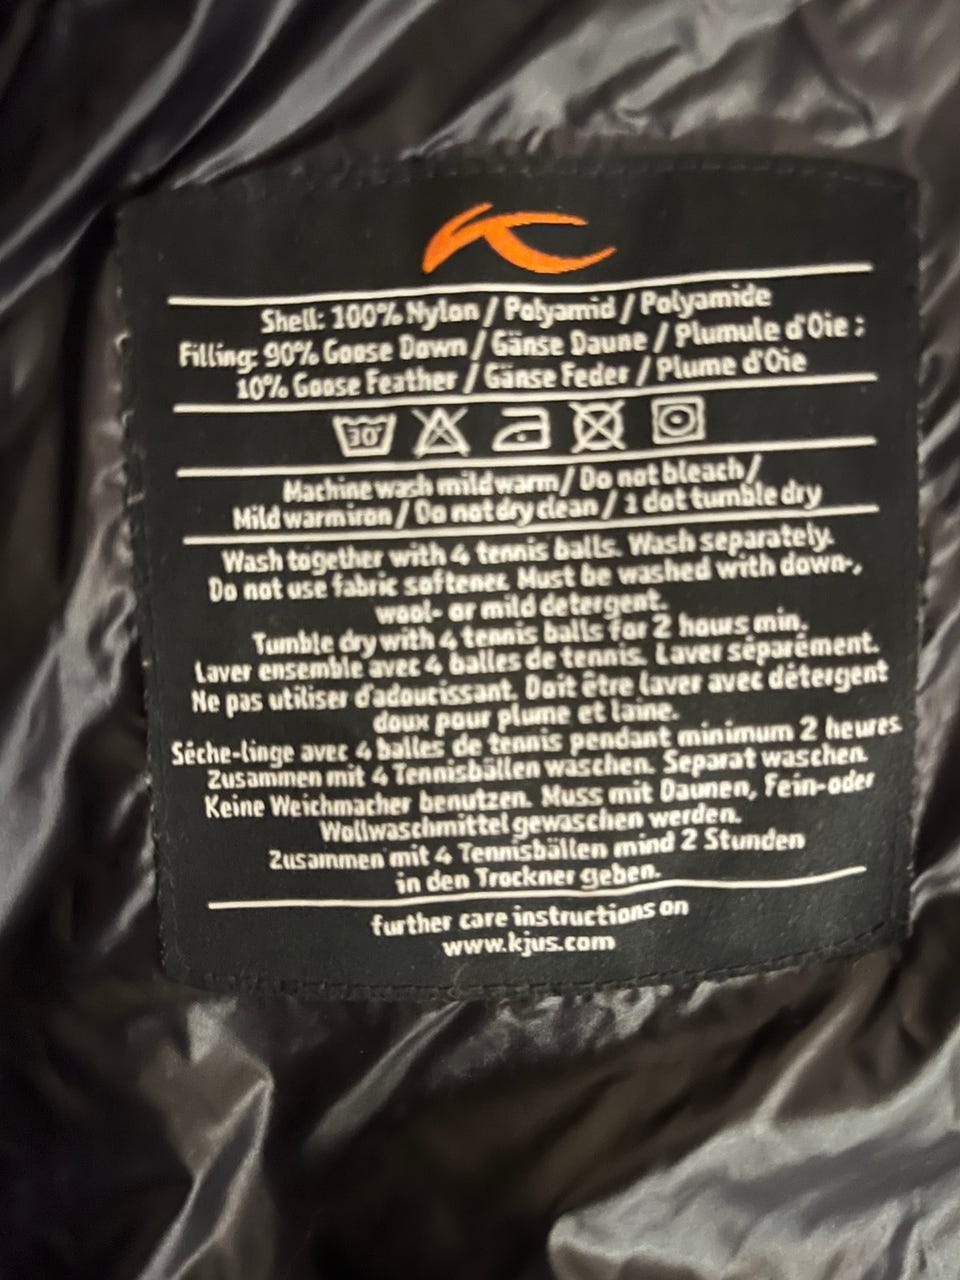 Shell: 100% Nylon / Polyamid / Polyamide
Filling: 90% Goose Down / Gänse Daune / Plumule d'Oie ;
10% Goose Feather / Gänse Feder / Plume d'Oie
30°
Machine wash mild warm / Do not bleach /
Mild warm iron / Do not dry clean / 1 dot tumble dry
Wash together with 4 tennis balls. Wash separately.
Do not use fabric softener. Must be washed with down-,
wool- or mild detergent.
Tumble dry with 4 tennis balls for 2 hours min.
Laver ensemble avec 4 balles de tennis. Laver séparément.
Ne pas utiliser d'adoucissant. Doit être laver avec détergent
doux pour plume et laine.
Séche-linge avec 4 balles de tennis pendant minimum 2 heures
Zusammen mit 4 Tennisbällen waschen. Separat waschen.
Keine Weichmacher benutzen. Muss mit Daunen, Fein-oder
Wollwaschmittel gewaschen werden.
Zusammen mit 4 Tennisbällen mind 2 Stunden
in den Trockner geben.
further care instructions on
www.kjus.com